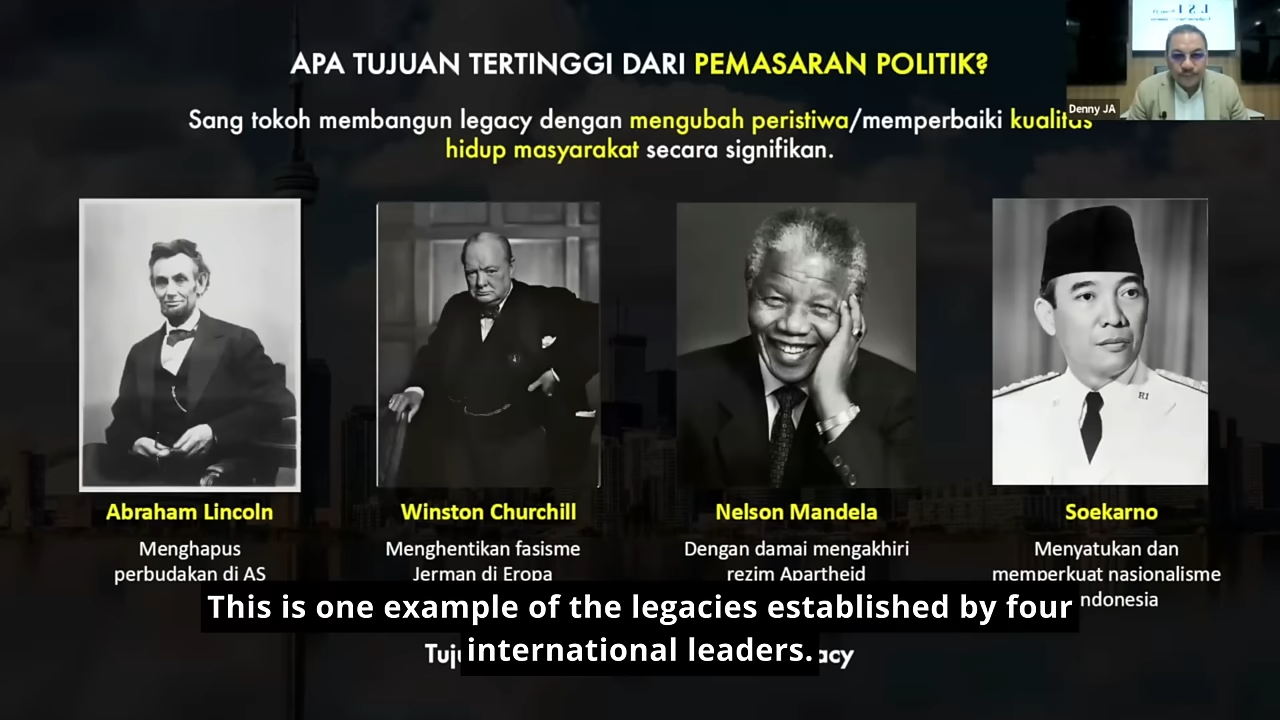 APA TUJUAN TERTINGGI DARI PEMASARAN POLITIK?
Denny JA
Sang tokoh membangun legacy dengan mengubah peristiwa/memperbaiki kualitas
hidup masyarakat secara signifikan.
RI
Abraham Lincoln
Menghapus
perbudakan di AS
Winston Churchill
Menghentikan fasisme
Jerman di Eropa
Nelson Mandela
Dengan damai mengakhiri
rezim Apartheid
Soekarno
Menyatukan dan
memperkuat nasionalisme
Indonesia
This is one example of the legacies established by four
international leaders.